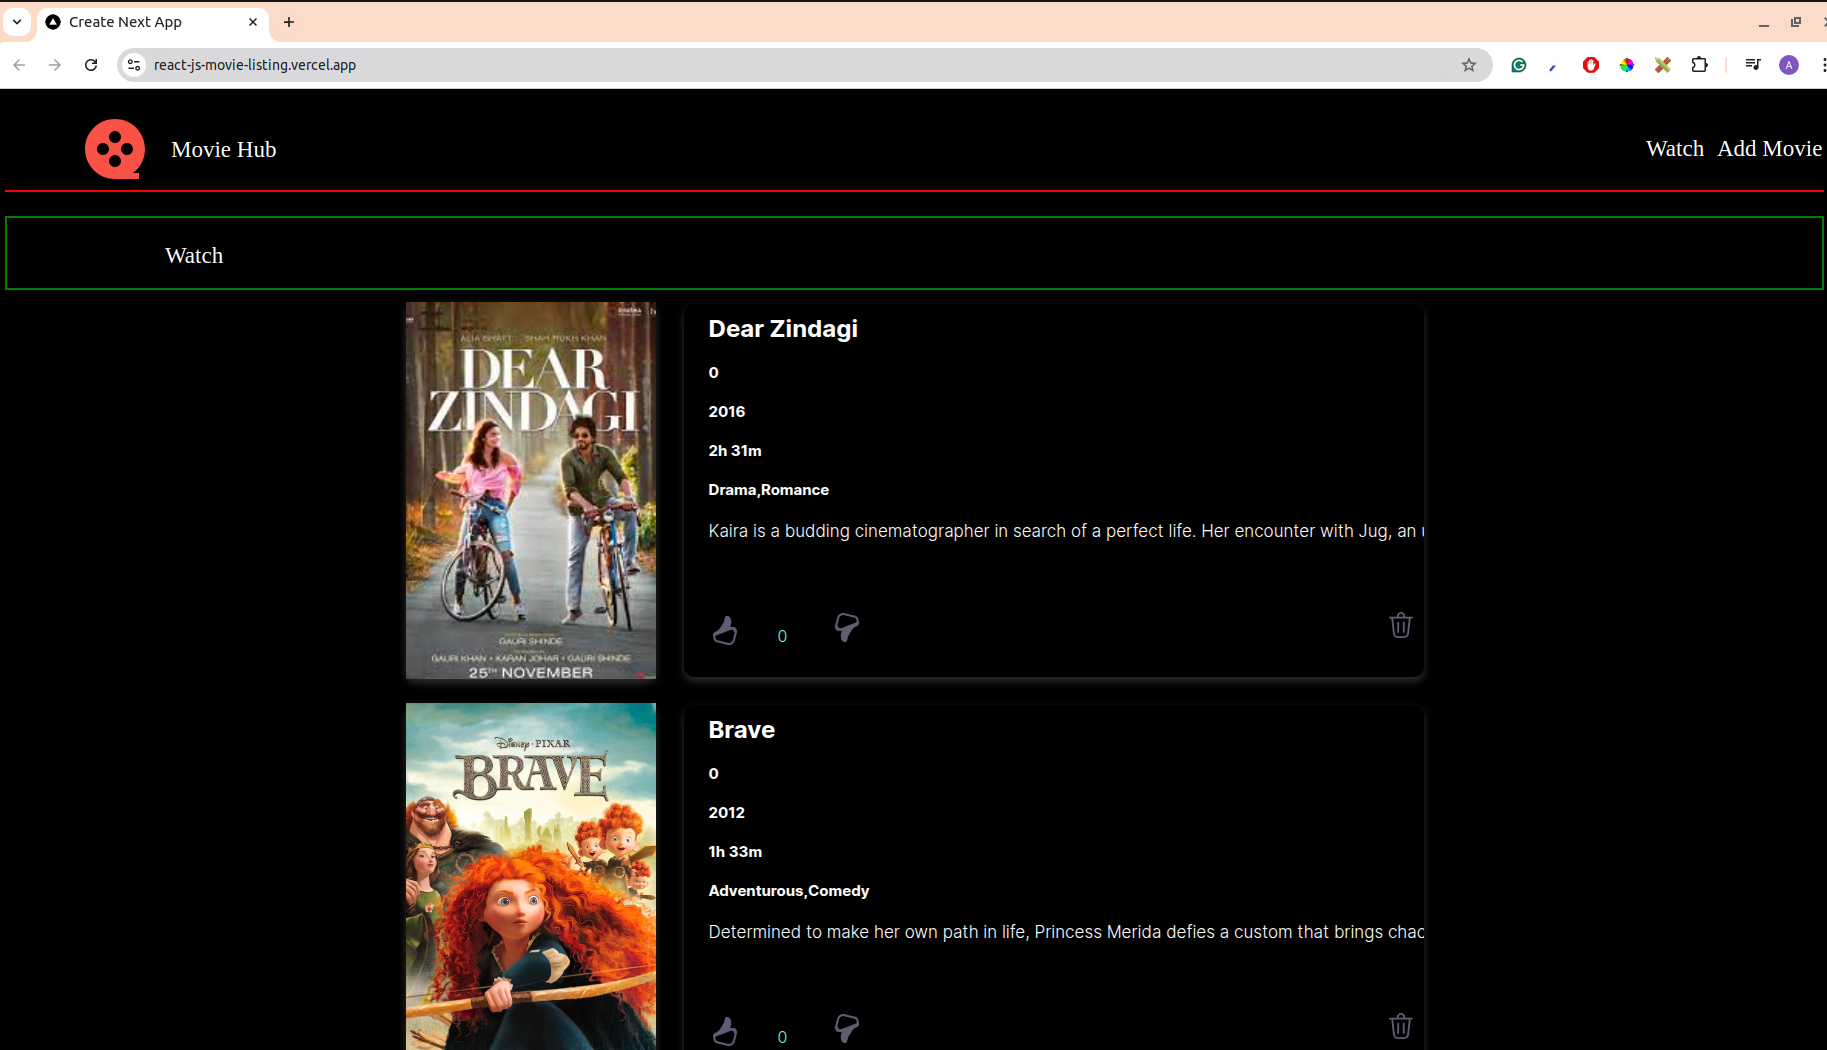 Create Next App
react-js-movie-listing.vercel.app
A
Movie Hub
Watch Add Movie
Watch
ALIA BHATT SHAH RUKH KHAN
DEAR
ZINDAGI
GAURI SHINDE
GAURI KHAN • KARAN JOHAR • GAURI SHINDE
25TH NOVEMBER
Dear Zindagi
0
2016
2h 31m
Drama,Romance
Kaira is a budding cinematographer in search of a perfect life. Her encounter with Jug, an
0
Disney • PIXAR
BRAVE
Brave
0
2012
1h 33m
Adventurous,Comedy
Determined to make her own path in life, Princess Merida defies a custom that brings chao
0